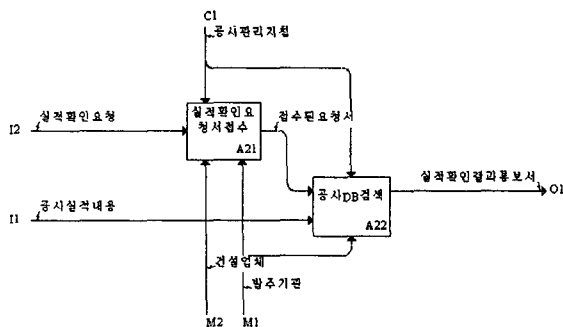 C1
공사관리지침
I2
실적확인요청
실적확인요
청서접수
A21
접수된요청서
I1
공시실적내용
공사DB검색
A22
실적확인결과통보서
O1
건설업체
발주기관
M2
M1